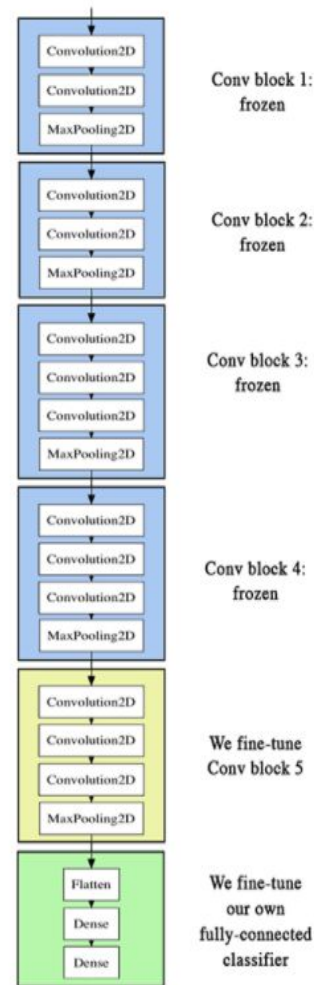 Convolution2D
Convolution2D
MaxPooling2D
Conv block 1:
frozen
Convolution2D
Convolution2D
MaxPooling2D
Conv block 2:
frozen
Convolution2D
Convolution2D
Convolution2D
MaxPooling2D
Conv block 3:
frozen
Convolution2D
Convolution2D
Convolution2D
MaxPooling2D
Conv block 4:
frozen
Convolution2D
Convolution2D
Convolution2D
MaxPooling2D
We fine-tune
Conv block 5
Flatten
Dense
Dense
We fine-tune
our own
fully-connected
classifier